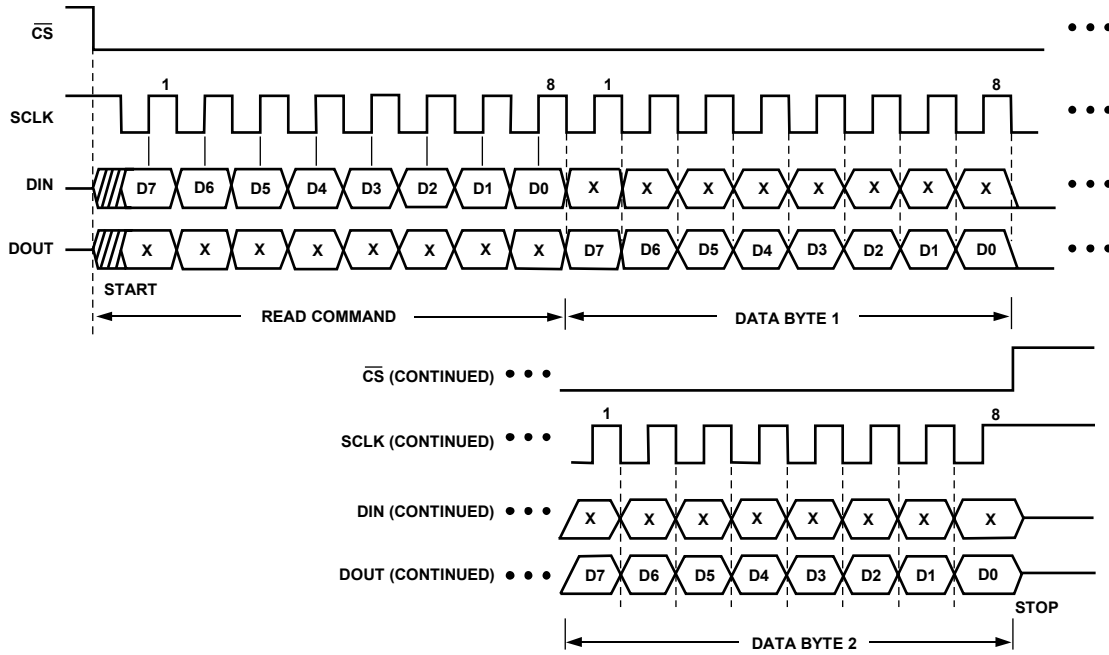 CS
1 8 1 8
SCLK
DIN D7 D6 D5 D4 D3 D2 D1 D0 X X X X X X X X
DOUT X X X X X X X X D7 D6 D5 D4 D3 D2 D1 D0
START
READ COMMAND DATA BYTE 1
CS (CONTINUED)
1 8
SCLK (CONTINUED)
DIN (CONTINUED) X X X X X X X X
DOUT (CONTINUED) D7 D6 D5 D4 D3 D2 D1 D0
STOP
DATA BYTE 2